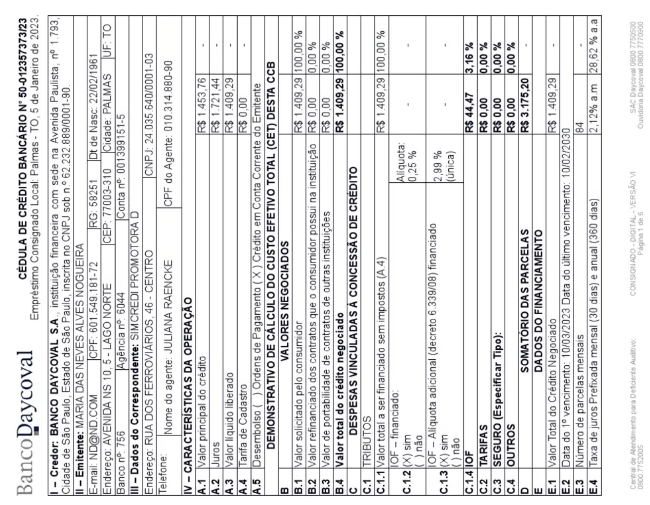 BancoDaycoval
CÉDULA DE CRÉDITO BANCÁRIO Nº 50-012357373/23
Empréstimo Consignado Local: Palmas - TO, 5 de Janeiro de 2023.
I – Credor: BANCO DAYCOVAL S.A., instituição financeira com sede na Avenida Paulista, nº 1.793,
Cidade de São Paulo, Estado de São Paulo, inscrita no CNPJ sob n.º 62.232.889/0001-90.
II – Emitente: MARIA DAS NEVES ALVES NOGUEIRA
E-mail: ND@ND.COM CPF: 601.549.181-72 RG: 58251 Dt de Nasc: 22/02/1961
Endereço: AVENIDA NS 10, 5 - LAGO NORTE CEP: 77003-310 Cidade: PALMAS UF: TO
Banco nº: 756 Agência nº: 6044 Conta nº: 001399151-5
III – Dados do Correspondente: SIMCREDI PROMOTORA D
Endereço: RUA DOS FERROVIÁRIOS, 46 - CENTRO CNPJ: 24.035.640/0001-03
Telefone: Nome do agente: JULIANA RAENCKE CPF do Agente: 010.314.880-90
IV – CARACTERÍSTICAS DA OPERAÇÃO
A.1 Valor principal do crédito R$ 1.453,76 -
A.2 Juros R$ 1.721,44 -
A.3 Valor líquido liberado R$ 1.409,29 -
A.4 Tarifa de Cadastro R$ 0,00 -
A.5 Desembolso ( ) Ordens de Pagamento ( X ) Crédito em Conta Corrente do Emitente
DEMONSTRATIVO DE CÁLCULO DO CUSTO EFETIVO TOTAL (CET) DESTA CCB
B VALORES NEGOCIADOS
B.1 Valor solicitado pelo consumidor R$ 1.409,29 100,00 %
B.2 Valor refinanciado dos contratos que o consumidor possui na instituição R$ 0,00 0,00 %
B.3 Valor de portabilidade de contratos de outras instituições R$ 0,00 0,00 %
B.4 Valor total do crédito negociado R$ 1.409,29 100,00 %
C DESPESAS VINCULADAS À CONCESSÃO DE CRÉDITO
C.1 TRIBUTOS
C.1.1 Valor total a ser financiado sem impostos (A.4) R$ 1.409,29 100,00 %
C.1.2 IOF – financiado:
(X) sim
( ) não
Alíquota:
0,25 %
- -
C.1.3 IOF – Alíquota adicional (decreto 6.339/08) financiado
(X) sim
( ) não
2,99 %
(única)
- -
C.1.4 IOF R$ 44,47 3,16 %
C.2 TARIFAS R$ 0,00 0,00 %
C.3 SEGURO (Especificar Tipo): R$ 0,00 0,00 %
C.4 OUTROS R$ 0,00 0,00 %
D SOMATÓRIO DAS PARCELAS R$ 3.175,20 -
E DADOS DO FINANCIAMENTO
E.1 Valor Total do Crédito Negociado R$ 1.409,29 -
E.2 Data do 1º vencimento: 10/03/2023 Data do último vencimento: 10/02/2030
E.3 Número de parcelas mensais 84
E.4 Taxa de juros Prefixada mensal (30 dias) e anual (360 dias) 2,12% a.m 28,62 % a.a
Central de Atendimento para Deficiente Auditivo:
0800 7752005
CONSIGNADO - DIGITAL - VERSÃO VI
Página 1 de 6
SAC Daycoval 0800 7750500
Ouvidoria Daycoval 0800 7770900